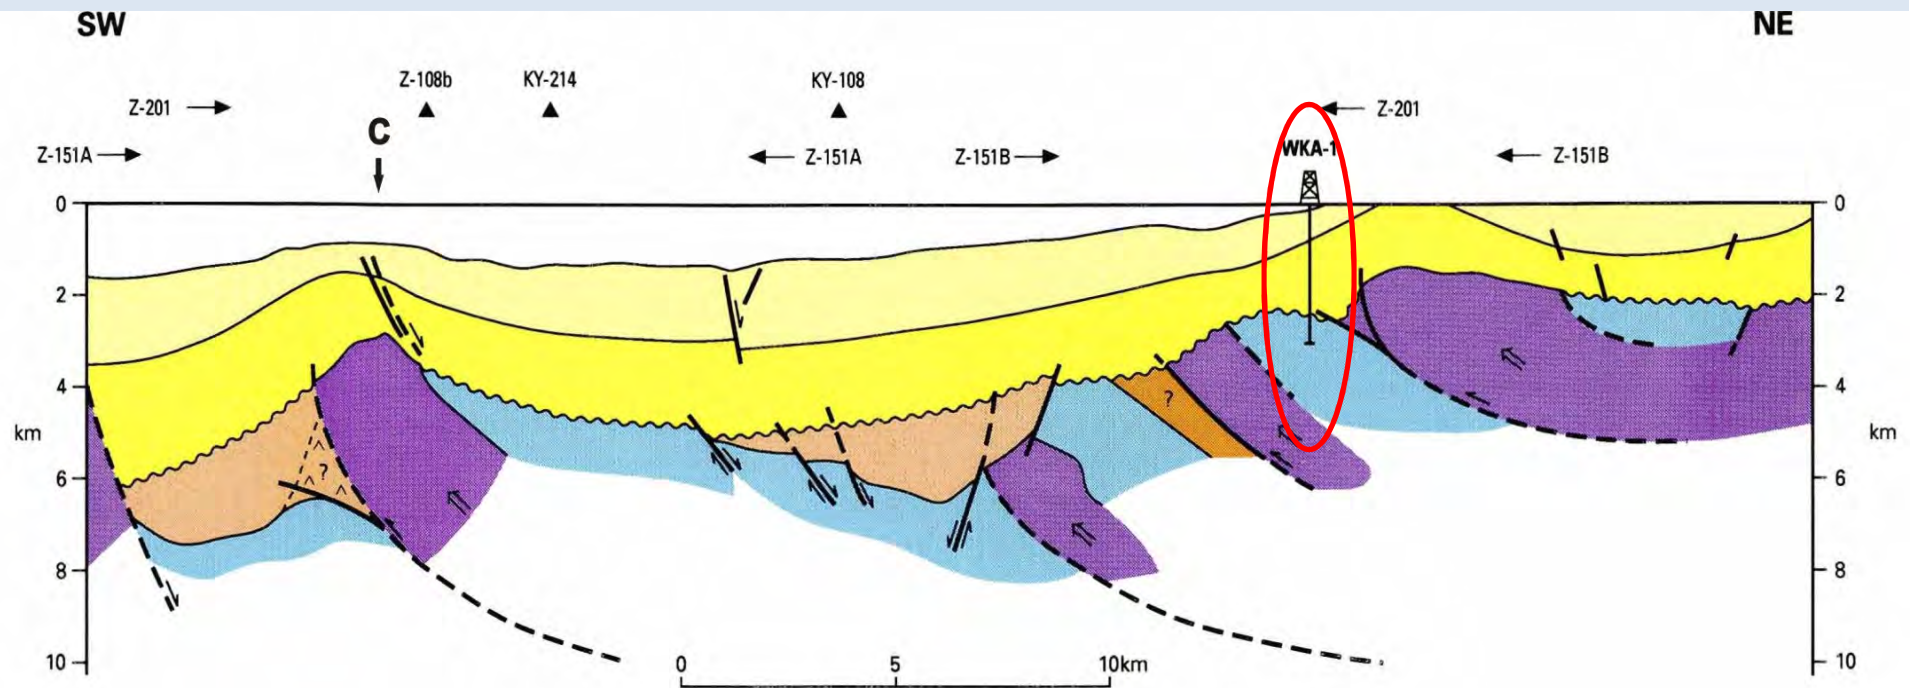 SW NE
Z-108b KY-214 KY-108
Z-201 Z-201
C
Z-151A Z-151A Z-151B WKA-1 Z-151B
0 0
2 2
4 4
?
km km
?
6 6
8 8
10 0 5 10km 10